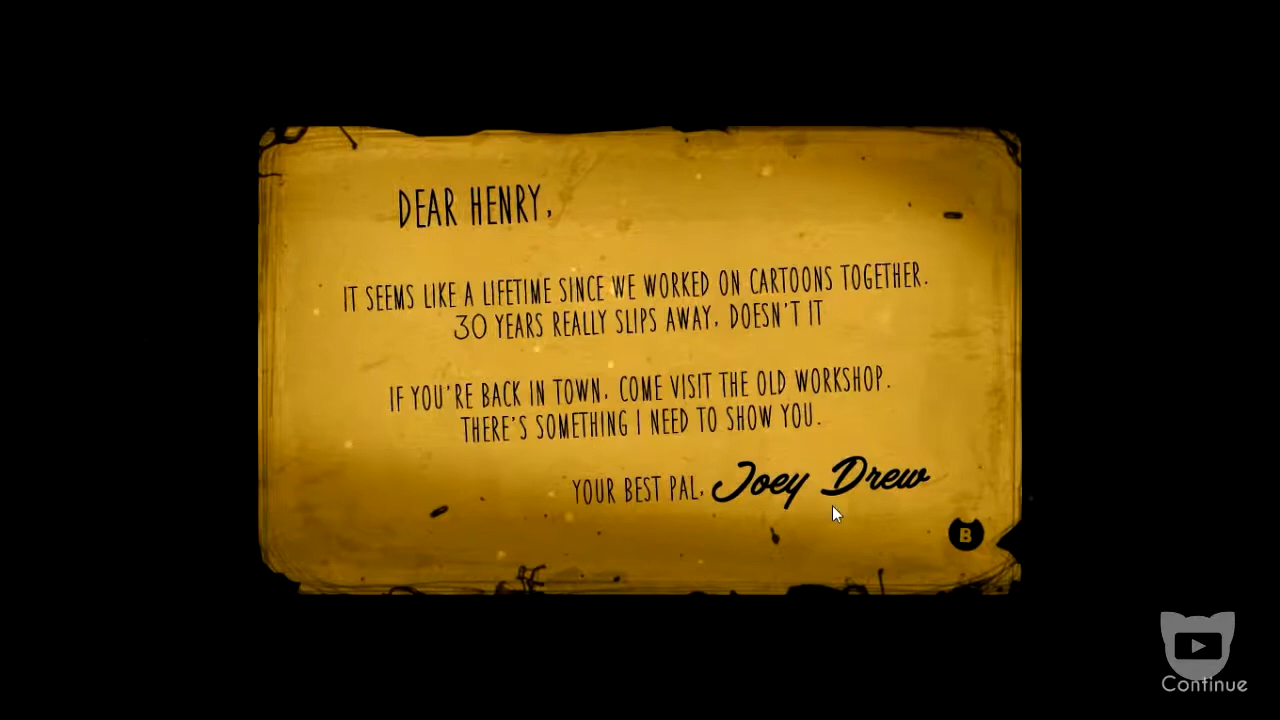 DEAR HENRY,
IT SEEMS LIKE A LIFETIME SINCE WE WORKED ON CARTOONS TOGETHER.
30 YEARS REALLY SLIPS AWAY, DOESN'T IT
IF YOU'RE BACK IN TOWN, COME VISIT THE OLD WORKSHOP.
THERE'S SOMETHING I NEED TO SHOW YOU.
YOUR BEST PAL, Joey Drew
B
Continue